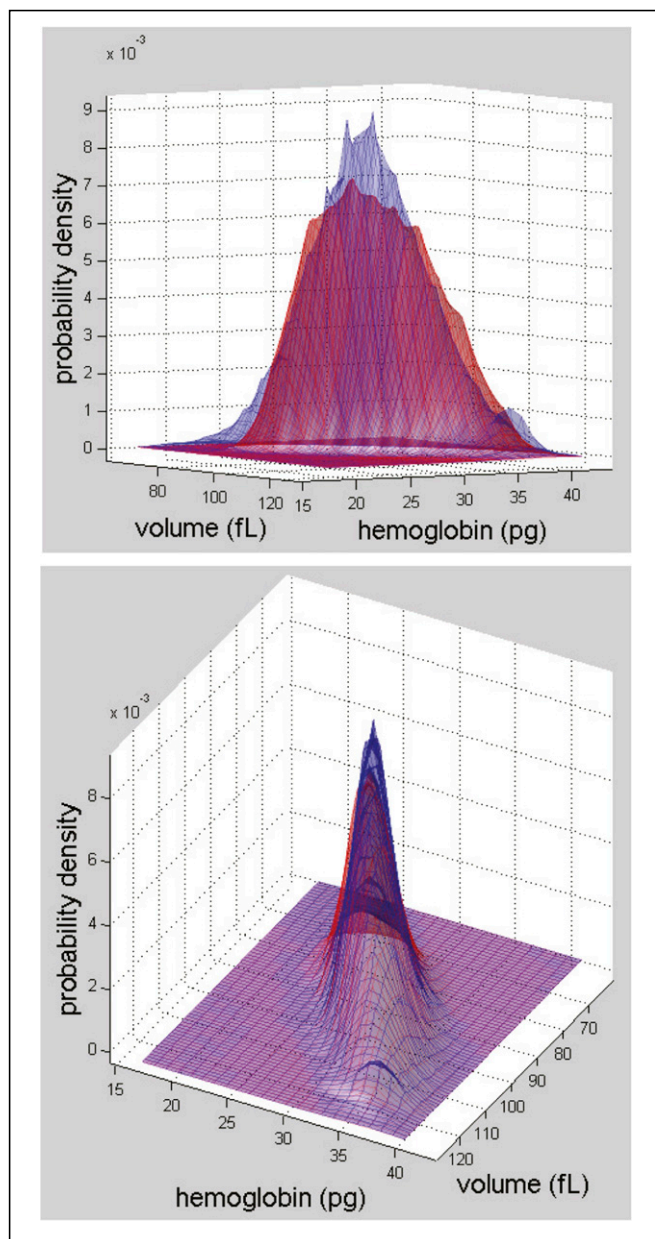 x 10-3
9
8
7
6
5
4
3
2
1
0
probability density
80 100 120 15 20 25 30 35 40
volume (fL) hemoglobin (pg)
x 10-3
8
6
4
2
0
probability density
15 20 25 30 35 40
120 110 100 90 80 70
hemoglobin (pg) volume (fL)